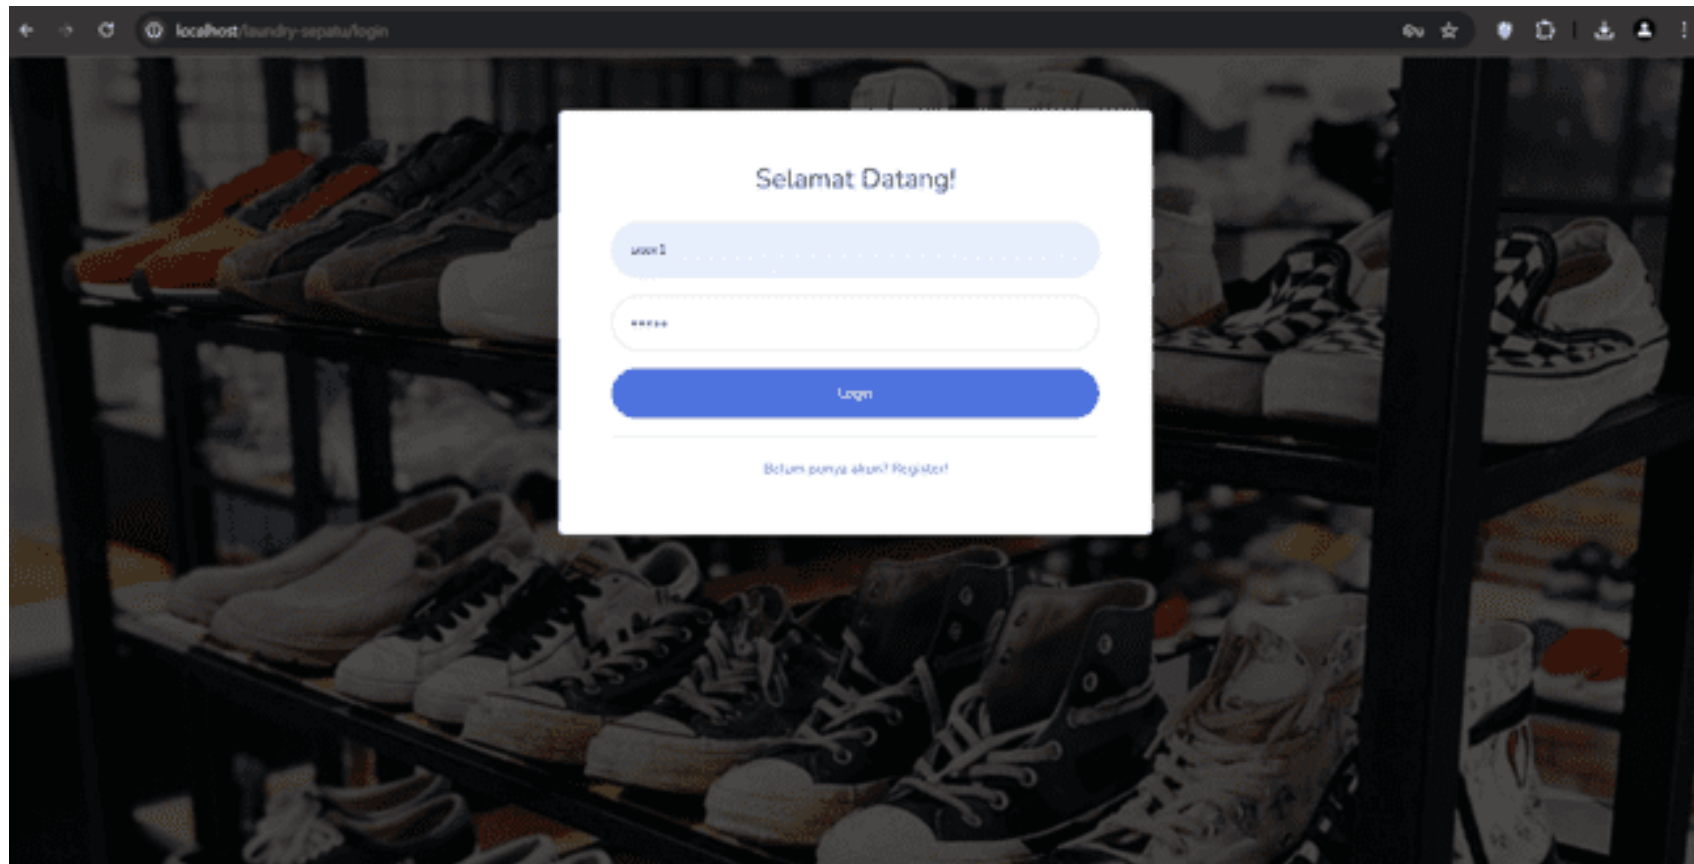 localhost/laundry-sepatu/login
Selamat Datang!
user1
Login
Belum punya akun? Register!